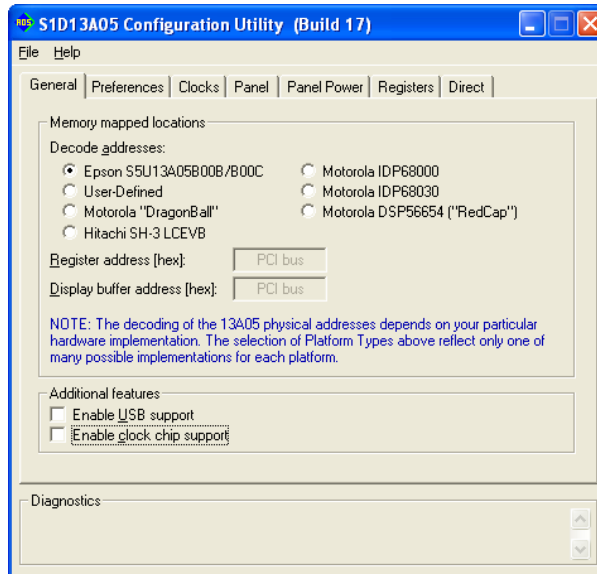 S1D13A05 Configuration Utility (Build 17)
File Help
General Preferences Clocks Panel Panel Power Registers Direct
Memory mapped locations
Decode addresses:
Epson S5U13A05B00B/B00C Motorola IDP68000
User-Defined Motorola IDP68030
Motorola "DragonBall" Motorola DSP56654 ("RedCap")
Hitachi SH-3 LCEVB
Register address [hex]: PCI bus
Display buffer address [hex]: PCI bus
NOTE: The decoding of the 13A05 physical addresses depends on your particular
hardware implementation. The selection of Platform Types above reflect only one of
many possible implementations for each platform.
Additional features
Enable USB support
Enable clock chip support
Diagnostics